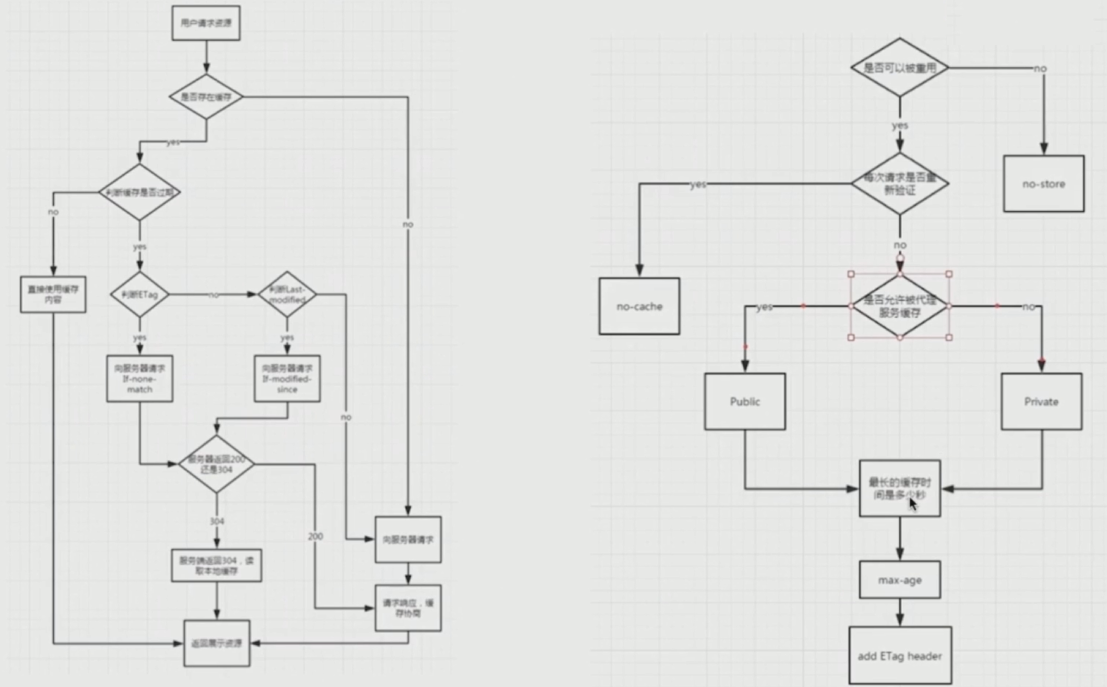 用户请求资源
是否存在缓存
yes
no
判断缓存是否过期
no
yes
直接使用缓存
内容
判断ETag
no
判断Last-
modified
yes
yes
向服务器请求
If-none-
match
向服务器请求
If-modified-
since
no
服务器返回200
还是304
304
200
向服务器请求
服务端返回304，读
取本地缓存
请求响应，缓
存协商
返回展示资源
是否可以被重用
no
yes
no-store
每次请求是否重
新验证
yes
no
no-cache
是否允许被代理
服务缓存
yes
no
Public
Private
最长的缓存时
间是多少秒
max-age
add ETag header